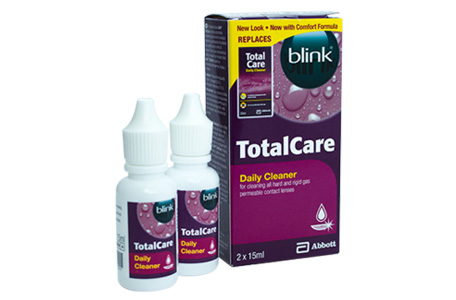 New Look • Now with Comfort Formula
REPLACES
Total
Care
Daily Cleaner
Abbott
blink
TotalCare
Daily Cleaner
for cleaning all hard and rigid gas
permeable contact lenses
2 x 15ml
Abbott
blink
TotalCare
Daily
Cleaner
blink
TotalCare
Daily
Cleaner